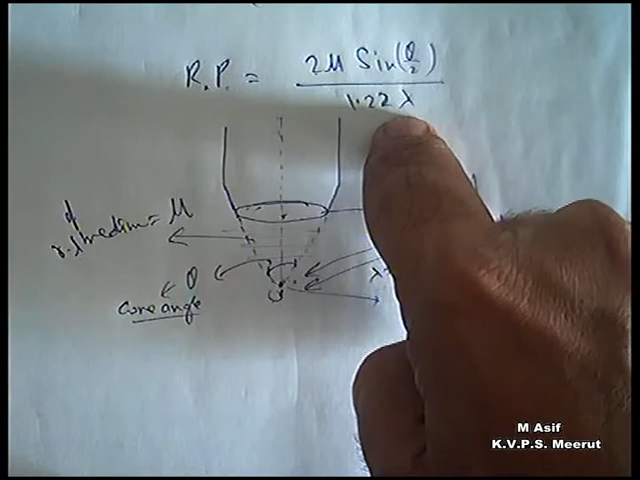 R.P. = 2μ Sin(θ/2) / 1.22 λ
r.i. of medium = μ
θ
cone angle
λ
M Asif
K.V.P.S. Meerut